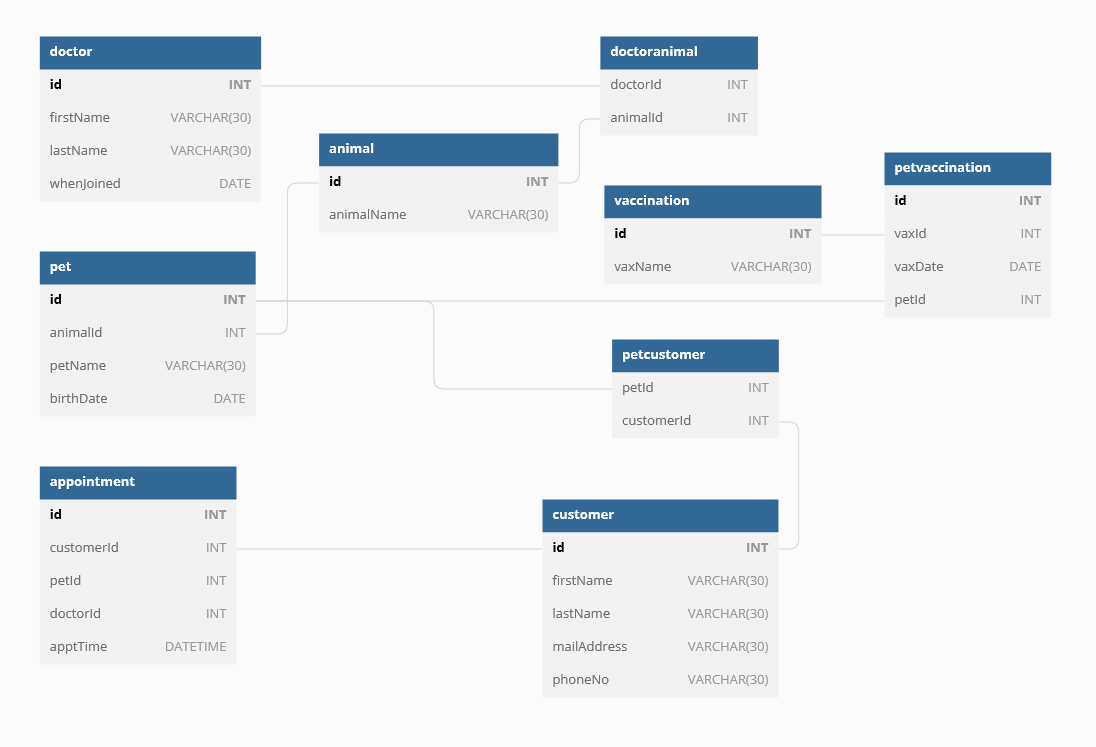 doctor
id INT
firstName VARCHAR(30)
lastName VARCHAR(30)
whenJoined DATE
doctoranimal
doctorId INT
animalId INT
animal
id INT
animalName VARCHAR(30)
petvaccination
id INT
vaxId INT
vaxDate DATE
petId INT
vaccination
id INT
vaxName VARCHAR(30)
pet
id INT
animalId INT
petName VARCHAR(30)
birthDate DATE
petcustomer
petId INT
customerId INT
appointment
id INT
customerId INT
petId INT
doctorId INT
apptTime DATETIME
customer
id INT
firstName VARCHAR(30)
lastName VARCHAR(30)
mailAddress VARCHAR(30)
phoneNo VARCHAR(30)